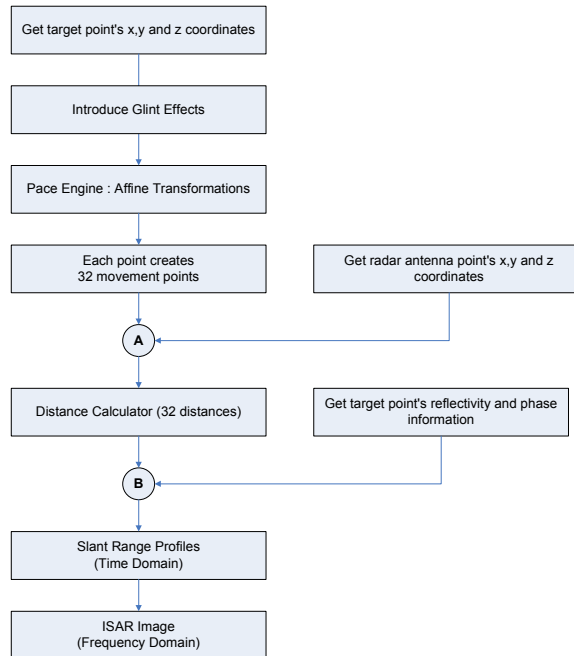 Get target point's x,y and z coordinates
Introduce Glint Effects
Pace Engine : Affine Transformations
Each point creates
32 movement points
Get radar antenna point's x,y and z
coordinates
A
Distance Calculator (32 distances)
Get target point's reflectivity and phase
information
B
Slant Range Profiles
(Time Domain)
ISAR Image
(Frequency Domain)